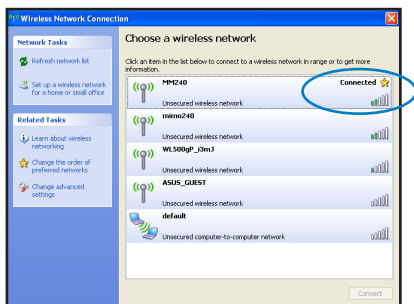 Wireless Network Connection
Network Tasks
Refresh network list
Set up a wireless network
for a home or small office
Related Tasks
Learn about wireless
networking
Change the order of
preferred networks
Change advanced
settings
Choose a wireless network
Click an item in the list below to connect to a wireless network in range or to get more
information.
MM240 Connected
Unsecured wireless network
mimo240
Unsecured wireless network
WL500gP_i3mJ
Unsecured wireless network
ASUS_GUEST
Unsecured wireless network
default
Unsecured computer-to-computer network
Connect